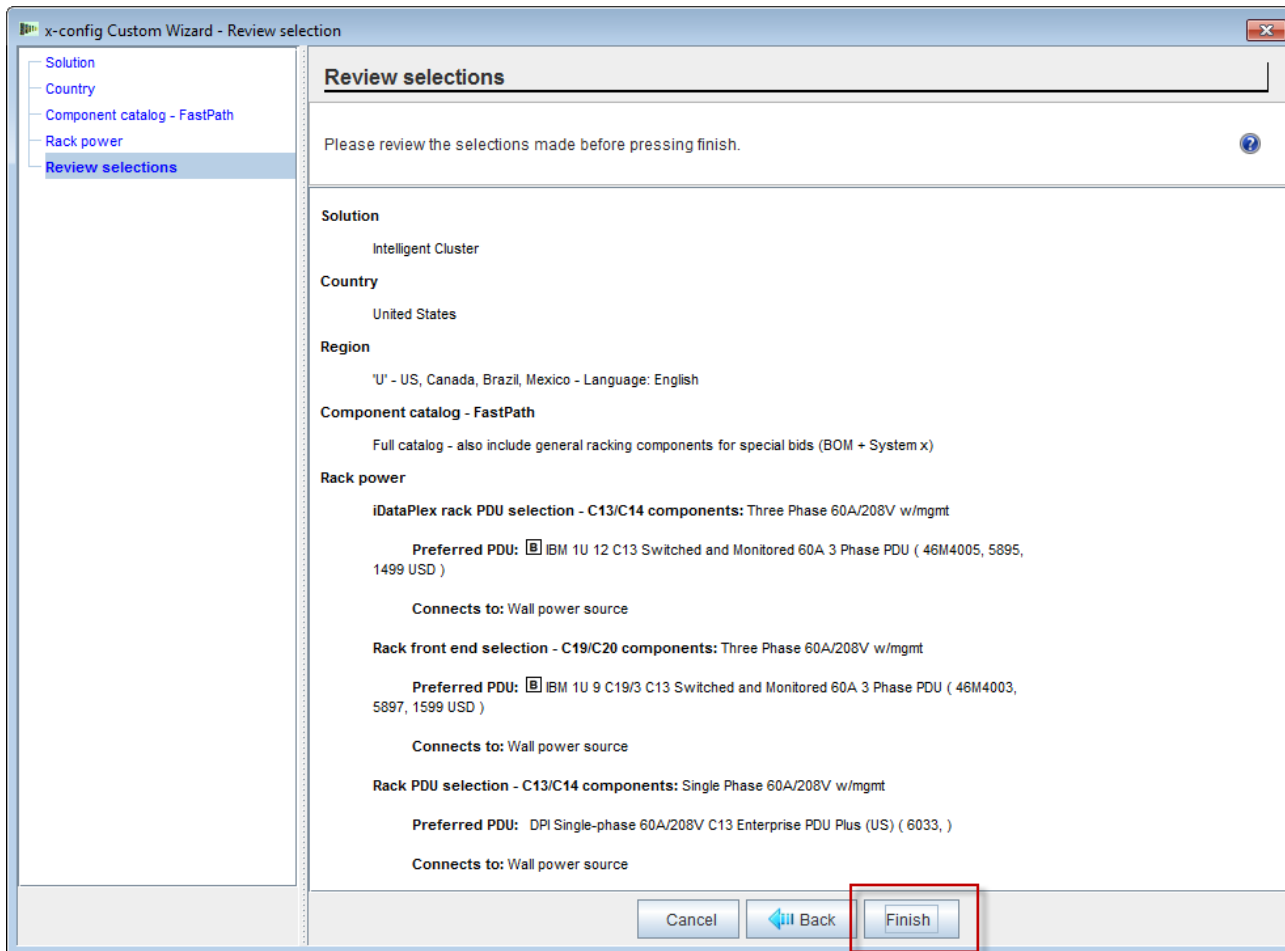 x-config Custom Wizard - Review selection
Solution
Country
Component catalog - FastPath
Rack power
Review selections
Review selections
Please review the selections made before pressing finish.
?
Solution
Intelligent Cluster
Country
United States
Region
'U' - US, Canada, Brazil, Mexico - Language: English
Component catalog - FastPath
Full catalog - also include general racking components for special bids (BOM + System x)
Rack power
iDataPlex rack PDU selection - C13/C14 components: Three Phase 60A/208V w/mgmt
Preferred PDU: B IBM 1U 12 C13 Switched and Monitored 60A 3 Phase PDU ( 46M4005, 5895,
1499 USD )
Connects to: Wall power source
Rack front end selection - C19/C20 components: Three Phase 60A/208V w/mgmt
Preferred PDU: B IBM 1U 9 C19/3 C13 Switched and Monitored 60A 3 Phase PDU ( 46M4003,
5897, 1599 USD )
Connects to: Wall power source
Rack PDU selection - C13/C14 components: Single Phase 60A/208V w/mgmt
Preferred PDU: DPI Single-phase 60A/208V C13 Enterprise PDU Plus (US) ( 6033, )
Connects to: Wall power source
Cancel Back Finish